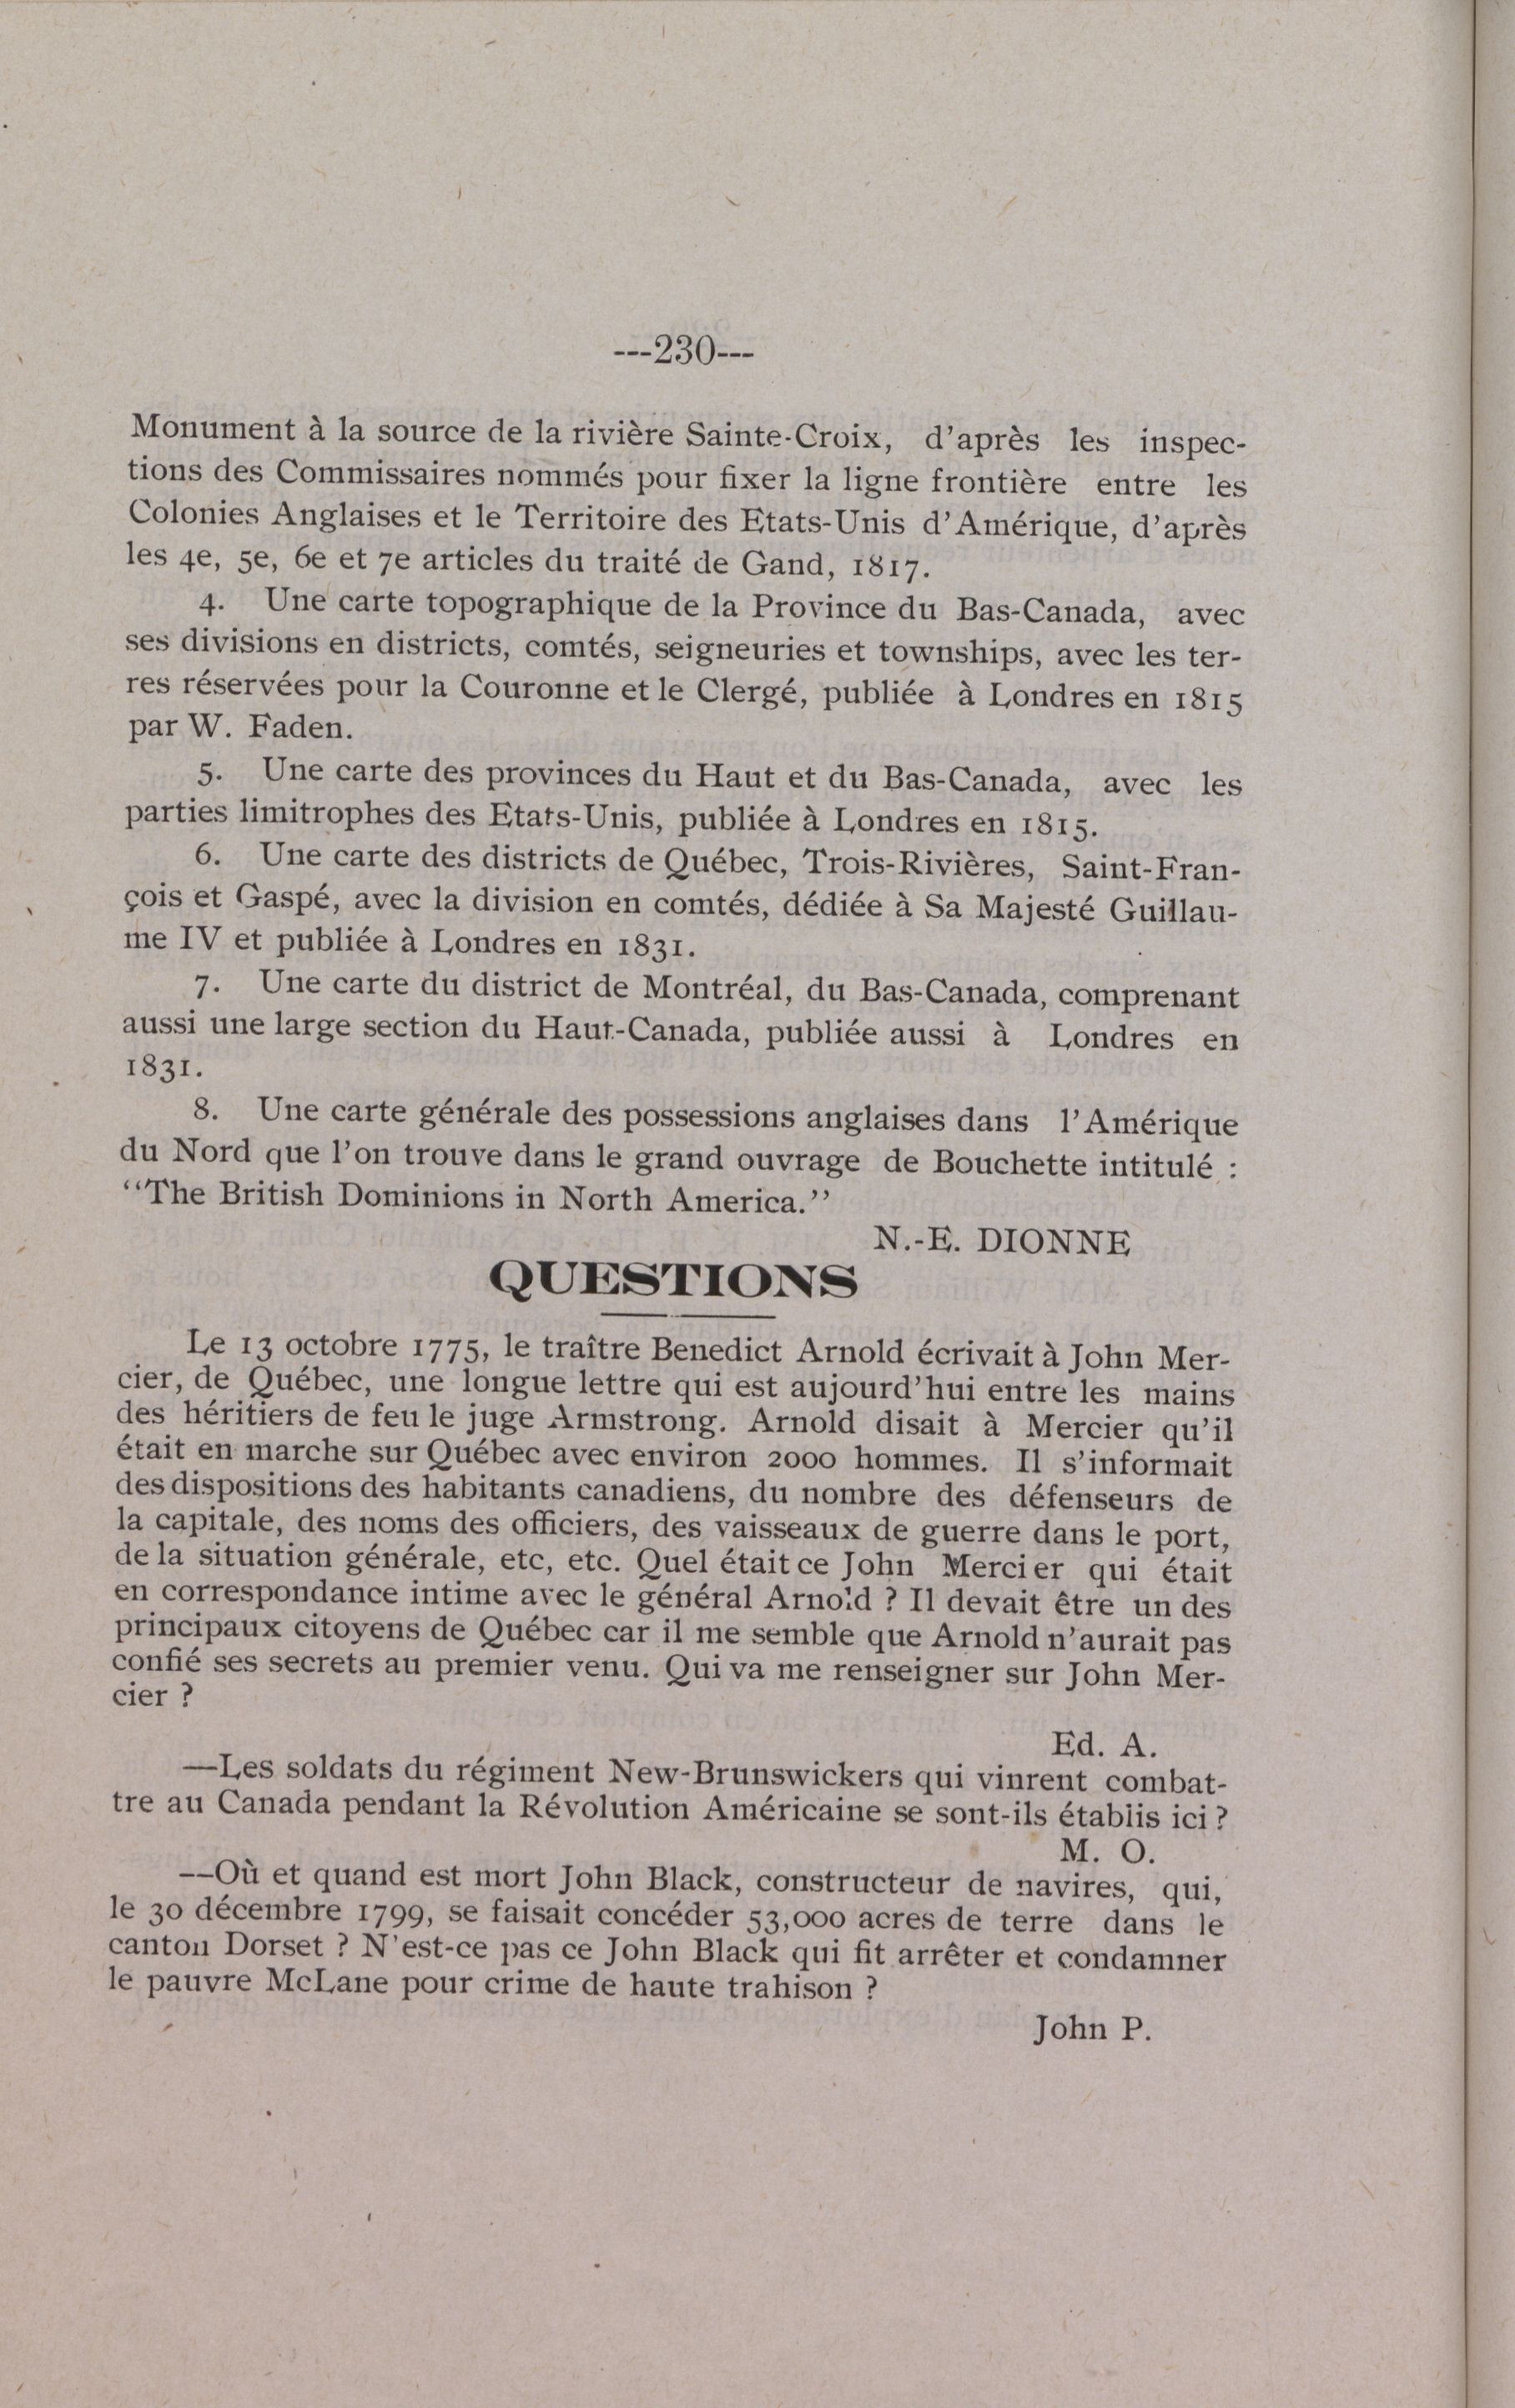 ---230---
Monument à la source de la rivière Sainte-Croix, d'après les inspec-
tions des Commissaires nommés pour fixer la ligne frontière entre les
Colonies Anglaises et le Territoire des Etats-Unis d'Amérique, d'après
les 4e, 5e, 6e et 7e articles du traité de Gand, 1817.
4. Une carte topographique de la Province du Bas-Canada, avec
ses divisions en districts, comtés, seigneuries et townships, avec les ter-
res réservées pour la Couronne et le Clergé, publiée à Londres en 1815
par W. Faden.
5. Une carte des provinces du Haut et du Bas-Canada, avec les
parties limitrophes des Etats-Unis, publiée à Londres en 1815.
6. Une carte des districts de Québec, Trois-Rivières, Saint-Fran-
çois et Gaspé, avec la division en comtés, dédiée à Sa Majesté Guillau-
me IV et publiée à Londres en 1831.
7. Une carte du district de Montréal, du Bas-Canada, comprenant
aussi une large section du Haut-Canada, publiée aussi à Londres en
1831.
8. Une carte générale des possessions anglaises dans l'Amérique
du Nord que l'on trouve dans le grand ouvrage de Bouchette intitulé :
"The British Dominions in North America."
N.-E. DIONNE
QUESTIONS
Le 13 octobre 1775, le traître Benedict Arnold écrivait à John Mer-
cier, de Québec, une longue lettre qui est aujourd'hui entre les mains
des héritiers de feu le juge Armstrong. Arnold disait à Mercier qu'il
était en marche sur Québec avec environ 2000 hommes. Il s'informait
des dispositions des habitants canadiens, du nombre des défenseurs de
la capitale, des noms des officiers, des vaisseaux de guerre dans le port,
de la situation générale, etc, etc. Quel était ce John Mercier qui était
en correspondance intime avec le général Arnold ? Il devait être un des
principaux citoyens de Québec car il me semble que Arnold n'aurait pas
confié ses secrets au premier venu. Qui va me renseigner sur John Mer-
cier ?
Ed. A.
—Les soldats du régiment New-Brunswickers qui vinrent combat-
tre au Canada pendant la Révolution Américaine se sont-ils établis ici ?
M. O.
--Où et quand est mort John Black, constructeur de navires, qui,
le 30 décembre 1799, se faisait concéder 53,000 acres de terre dans le
canton Dorset ? N'est-ce pas ce John Black qui fit arrêter et condamner
le pauvre McLane pour crime de haute trahison ?
John P.